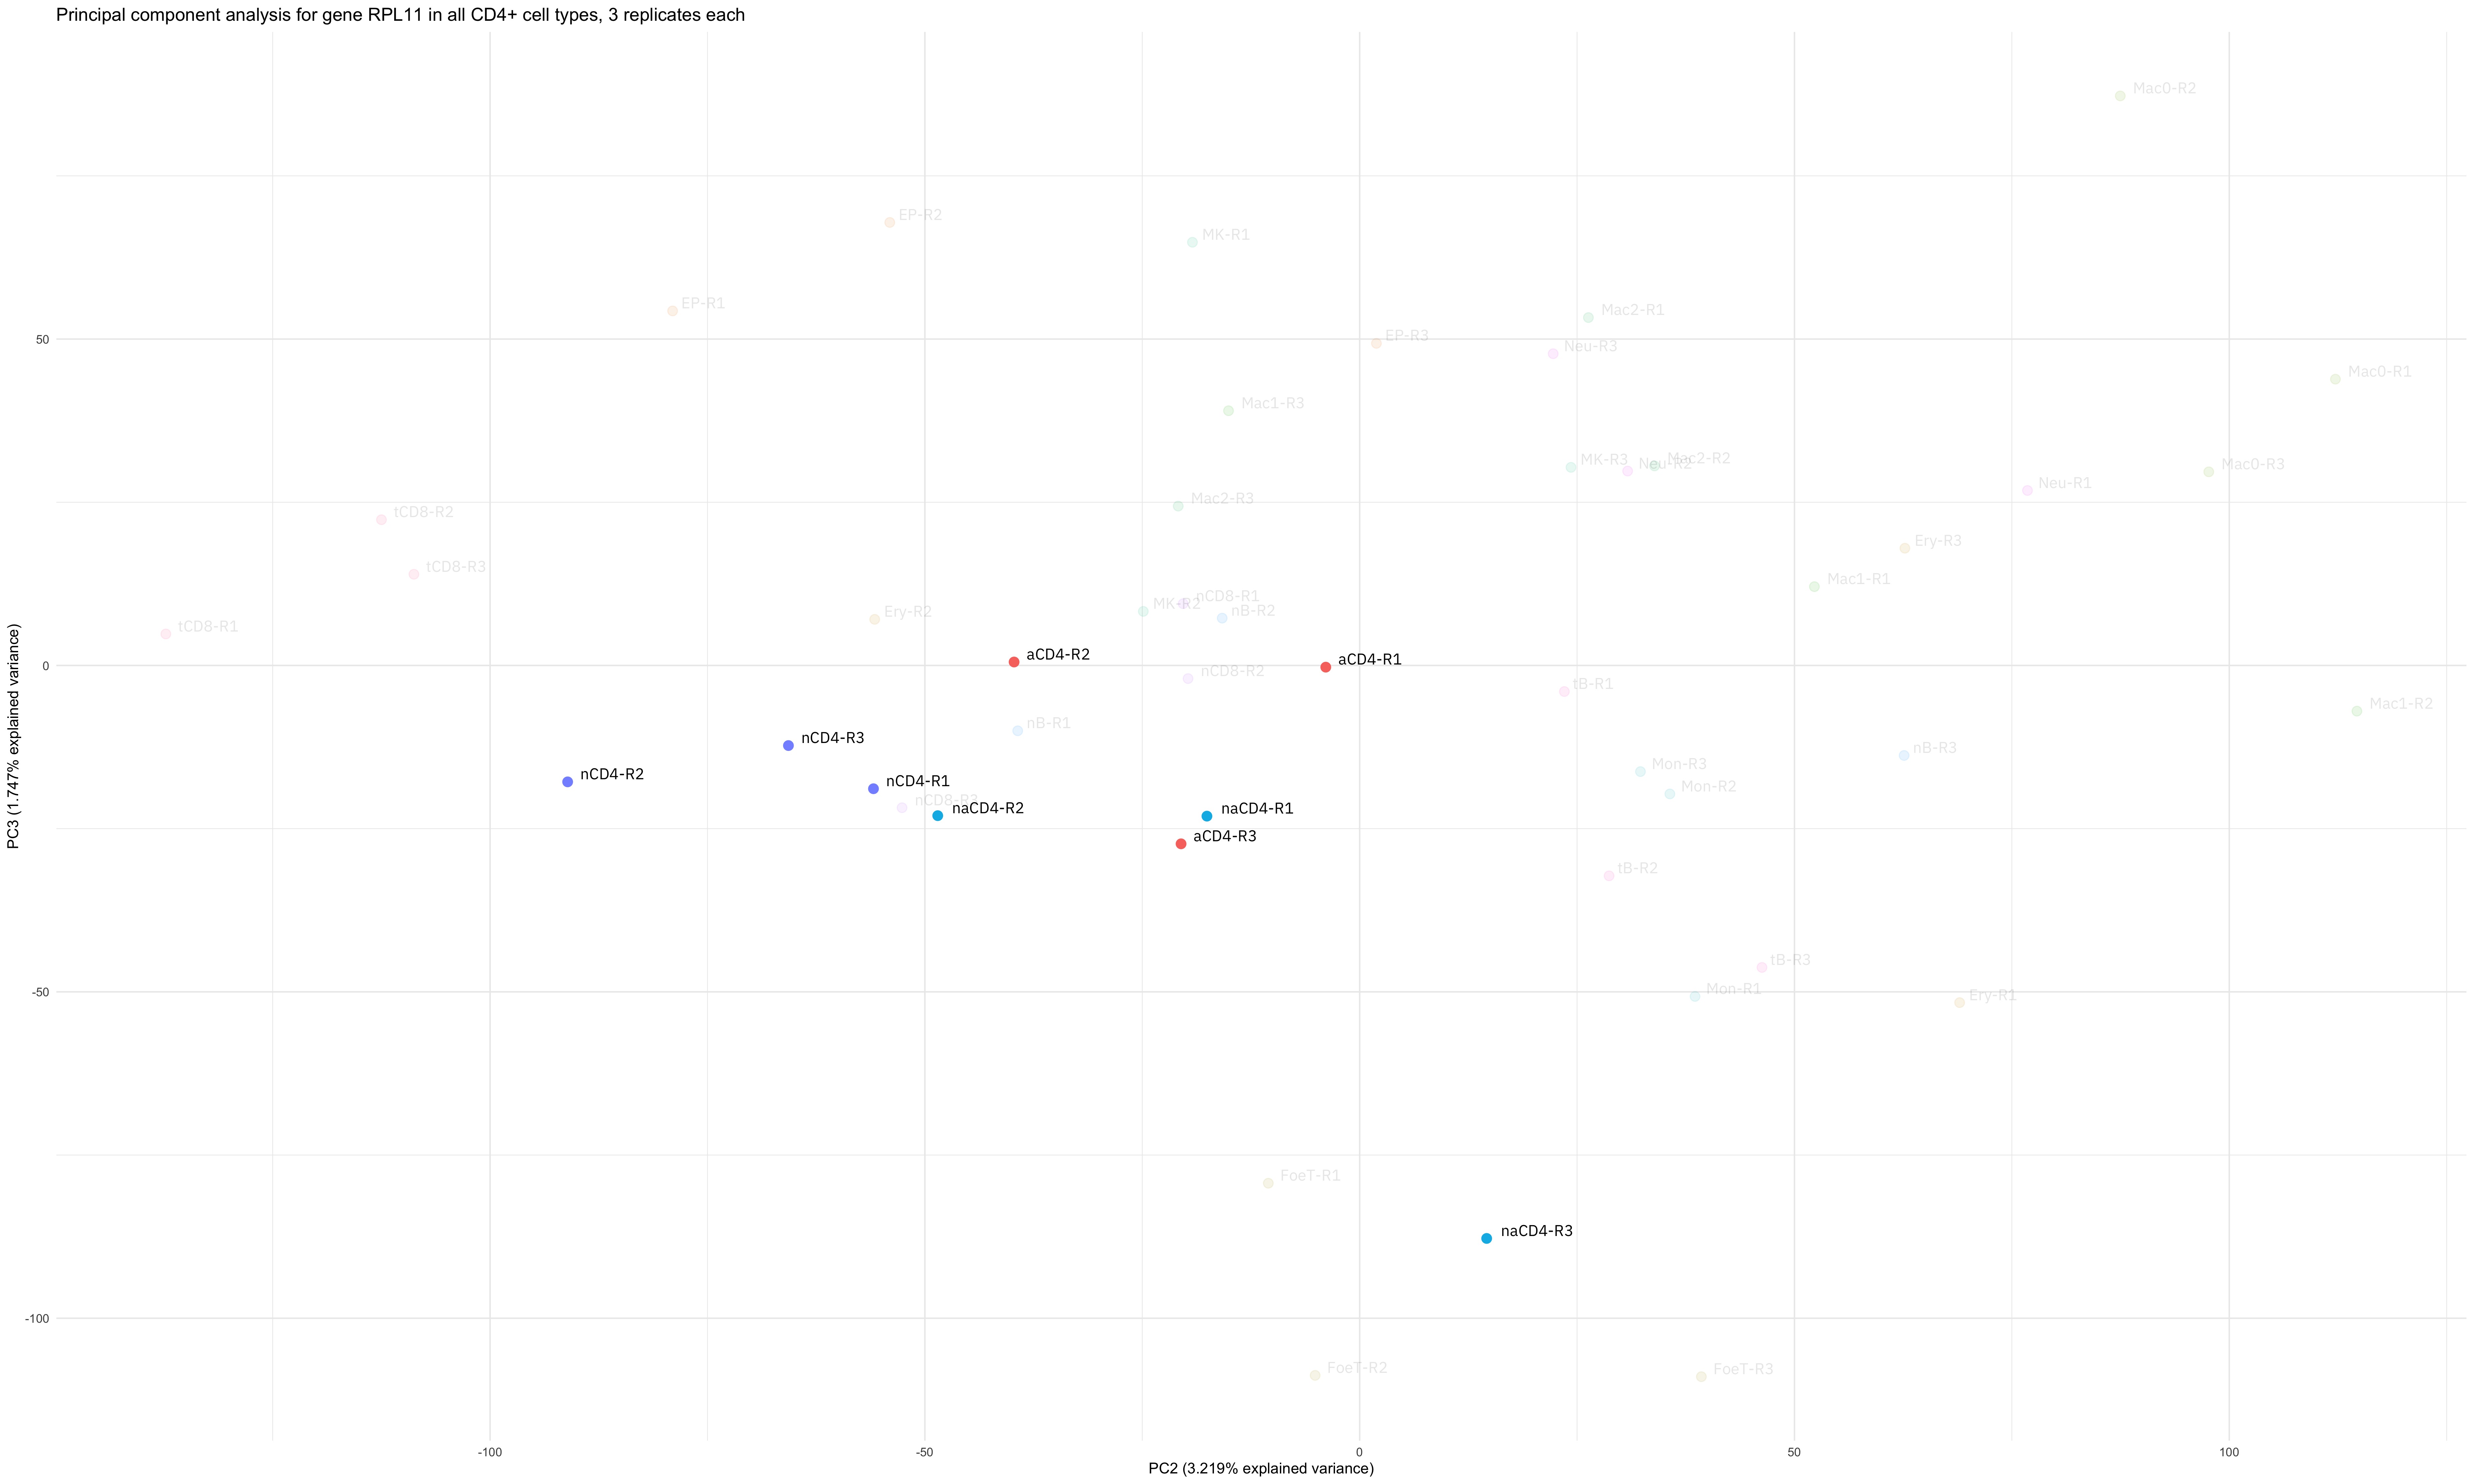 Principal component analysis for gene RPL11 in all CD4+ cell types, 3 replicates each
Mac0-R2
EP-R2
MK-R1
EP-R1
Mac2-R1
50
EP-R3
Neu-R3
Mac0-R1
Mac1-R3
MK-R3
Neu-R2
Mac2-R2
Mac0-R3
Neu-R1
Mac2-R3
tCD8-R2
Ery-R3
tCD8-R3
Mac1-R1
nCD8-R1
MK-R2
nB-R2
Ery-R2
tCD8-R1
0
aCD4-R2
aCD4-R1
nCD8-R2
tB-R1
Mac1-R2
nB-R1
nCD4-R3
nB-R3
Mon-R3
nCD4-R2
nCD4-R1
Mon-R2
nCD8-R3
naCD4-R2
naCD4-R1
aCD4-R3
tB-R2
tB-R3
-50
Mon-R1
Ery-R1
FoeT-R1
naCD4-R3
-100
FoeT-R2
FoeT-R3
-100
-50
0
50
100
PC2 (3.219% explained variance)
PC3 (1.747% explained variance)